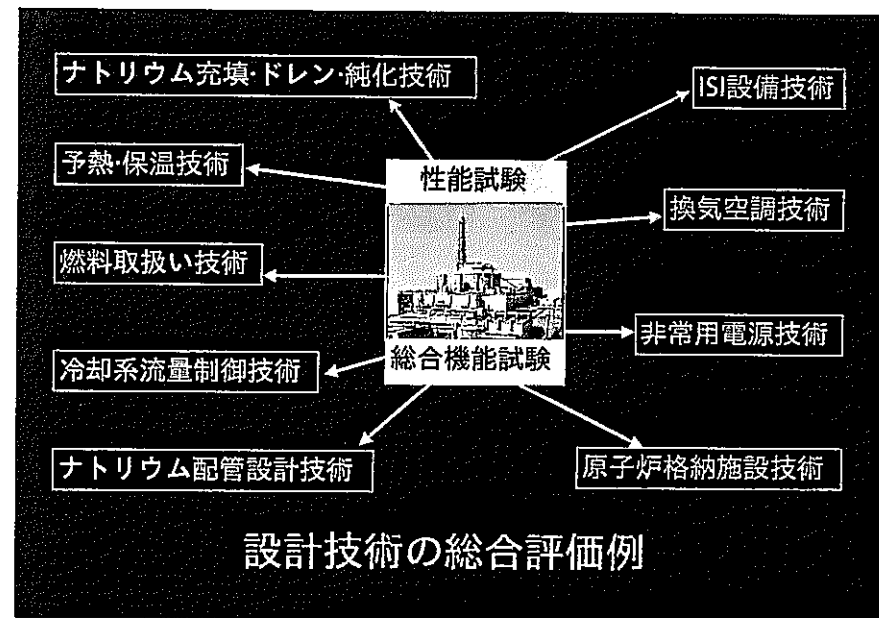 ナトリウム充填･ドレン･純化技術
ISI設備技術
予熱･保温技術
性能試験
換気空調技術
燃料取扱い技術
非常用電源技術
総合機能試験
冷却系流量制御技術
ナトリウム配管設計技術
原子炉格納施設技術
設計技術の総合評価例